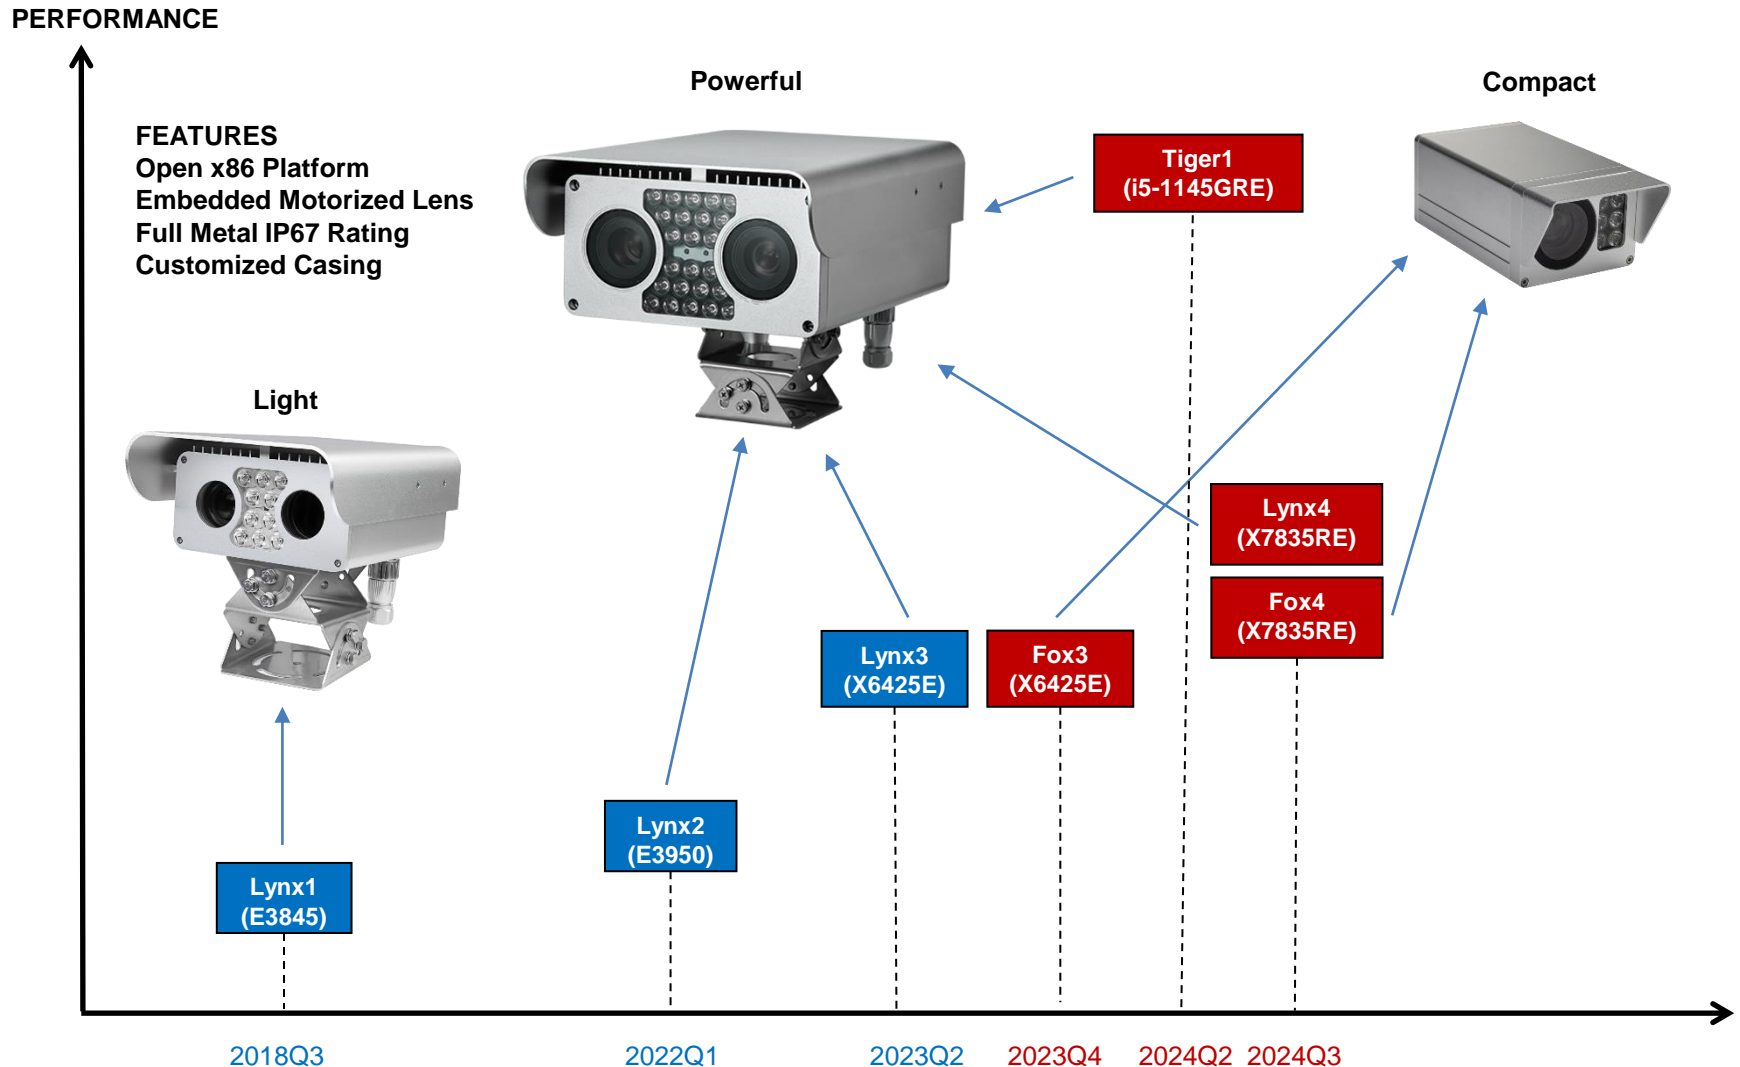 PERFORMANCE
Powerful
Compact
FEATURES
Open x86 Platform
Embedded Motorized Lens
Full Metal IP67 Rating
Customized Casing
Tiger1
(i5-1145GRE)
Light
Lynx4
(X7835RE)
Fox4
(X7835RE)
Lynx3
(X6425E)
Fox3
(X6425E)
Lynx2
(E3950)
Lynx1
(E3845)
2018Q3
2022Q1
2023Q2
2023Q4
2024Q2
2024Q3